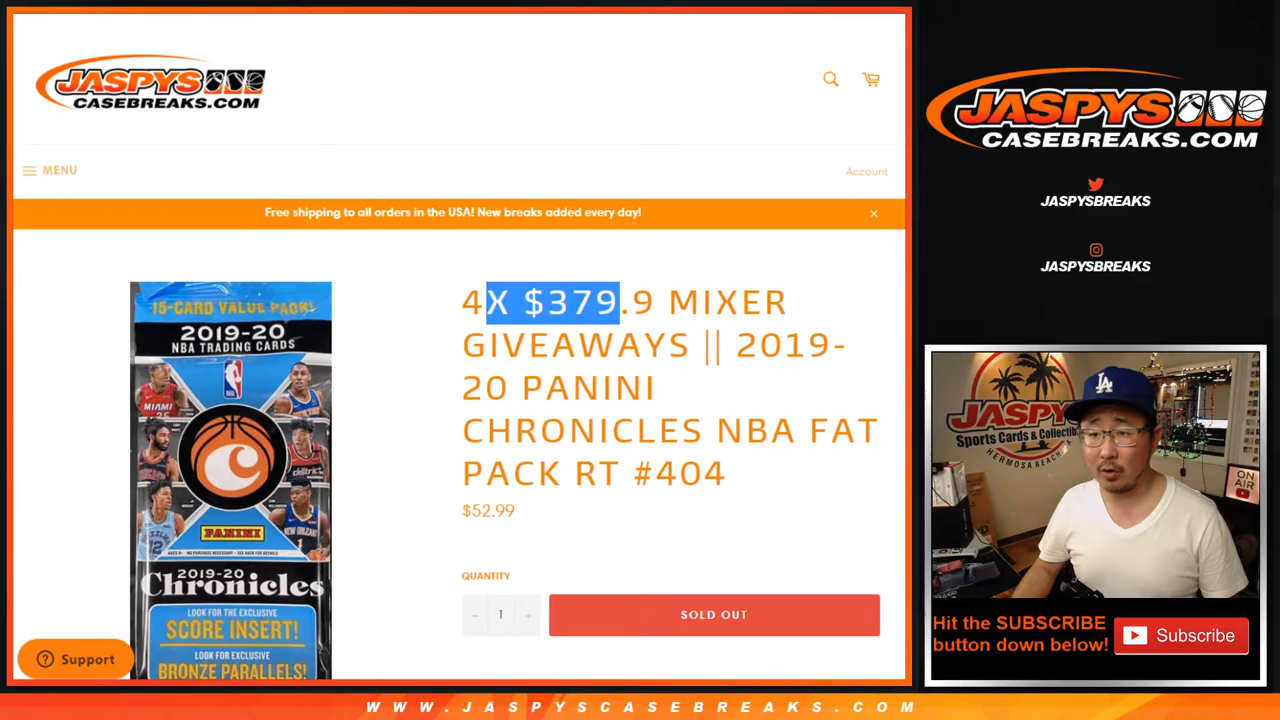 JASPYS
CASEBREAKS.COM
MENU
Account
Free shipping to all orders in the USA! New breaks added every day!
×
15-CARD VALUE PACK!
2019-20
NBA TRADING CARDS
MIAMI
PANINI
2019-20
Chronicles
LOOK FOR THE EXCLUSIVE
SCORE INSERT!
LOOK FOR EXCLUSIVE
BRONZE PARALLELS!
4X $379.9 MIXER
GIVEAWAYS || 2019-
20 PANINI
CHRONICLES NBA FAT
PACK RT #404
$52.99
QUANTITY
− 1 +
SOLD OUT
Support
JASPYS
CASEBREAKS.COM
JASPYSBREAKS
JASPYSBREAKS
JASPYS
Sports Cards & Collectib
HERMOSA BEACH
LA
ON
AIR
Hit the SUBSCRIBE
button down below!
Subscribe
WWW.JASPYSCASEBREAKS.COM